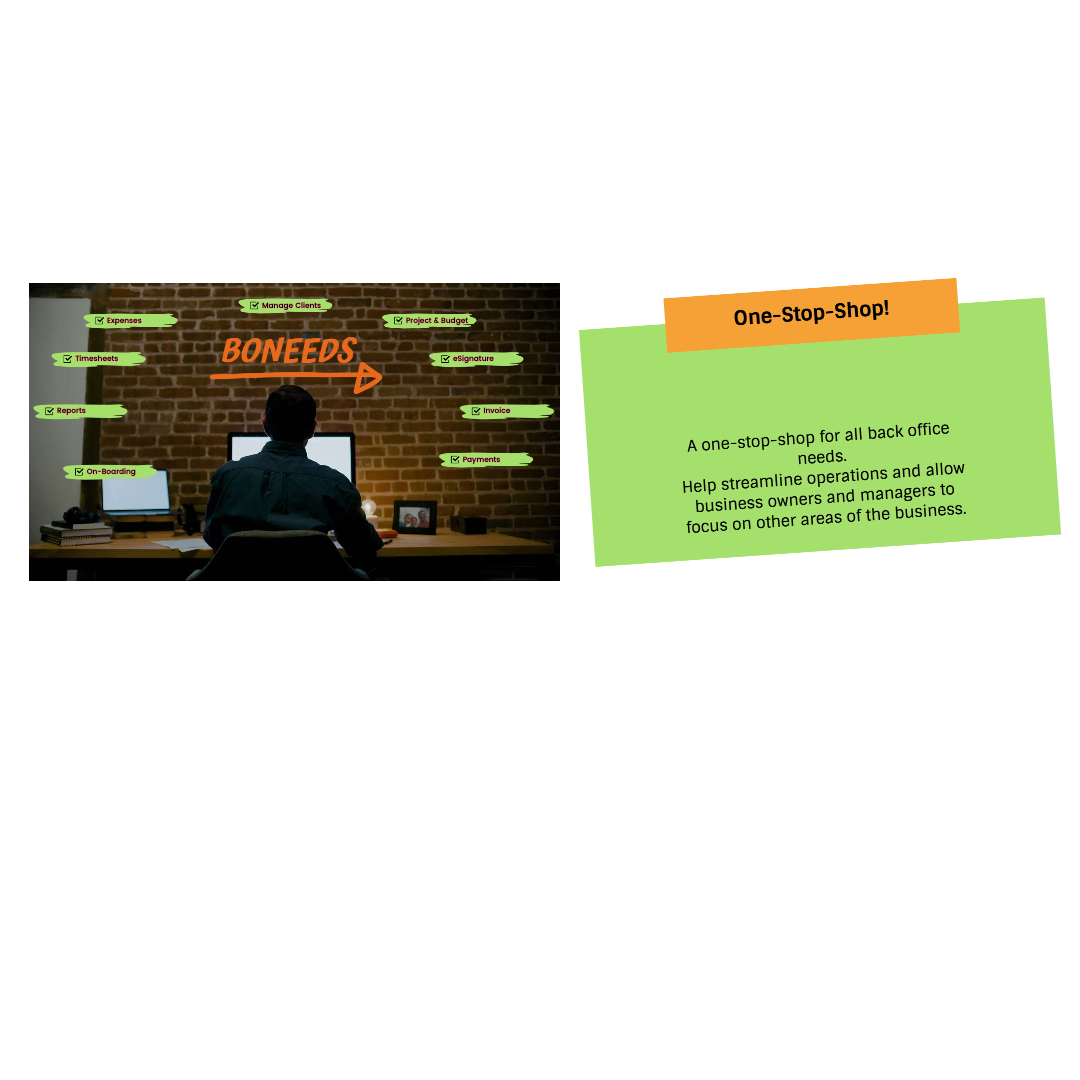 Manage Clients
Expenses
Project & Budget
BONEEDS
Timesheets
eSignature
Reports
Invoice
Payments
On-Boarding
One-Stop-Shop!
A one-stop-shop for all back office
needs.
Help streamline operations and allow
business owners and managers to
focus on other areas of the business.